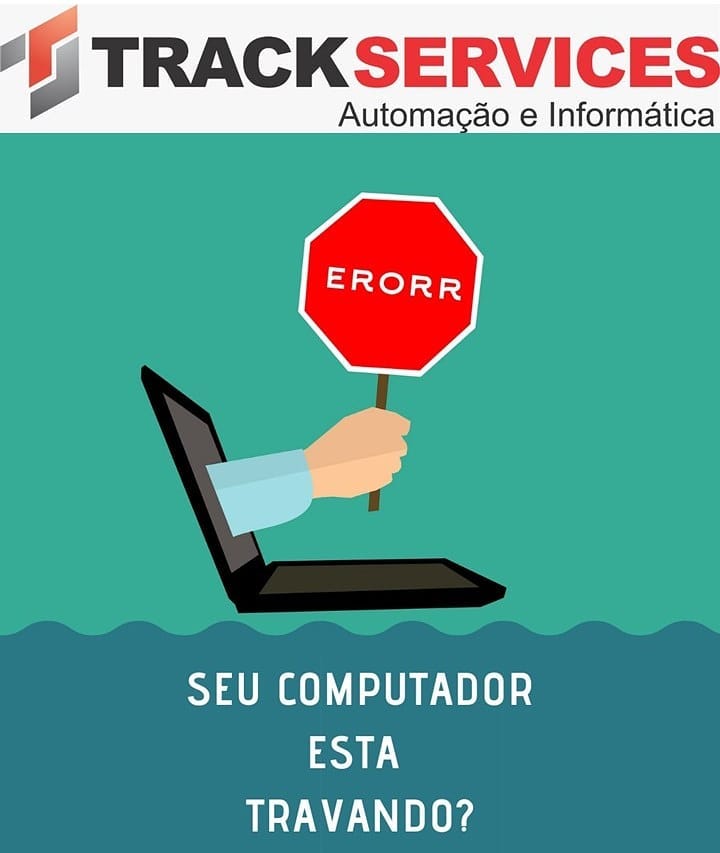 TRACKSERVICES
Automação e Informática
ERORR
SEU COMPUTADOR
ESTA
TRAVANDO?